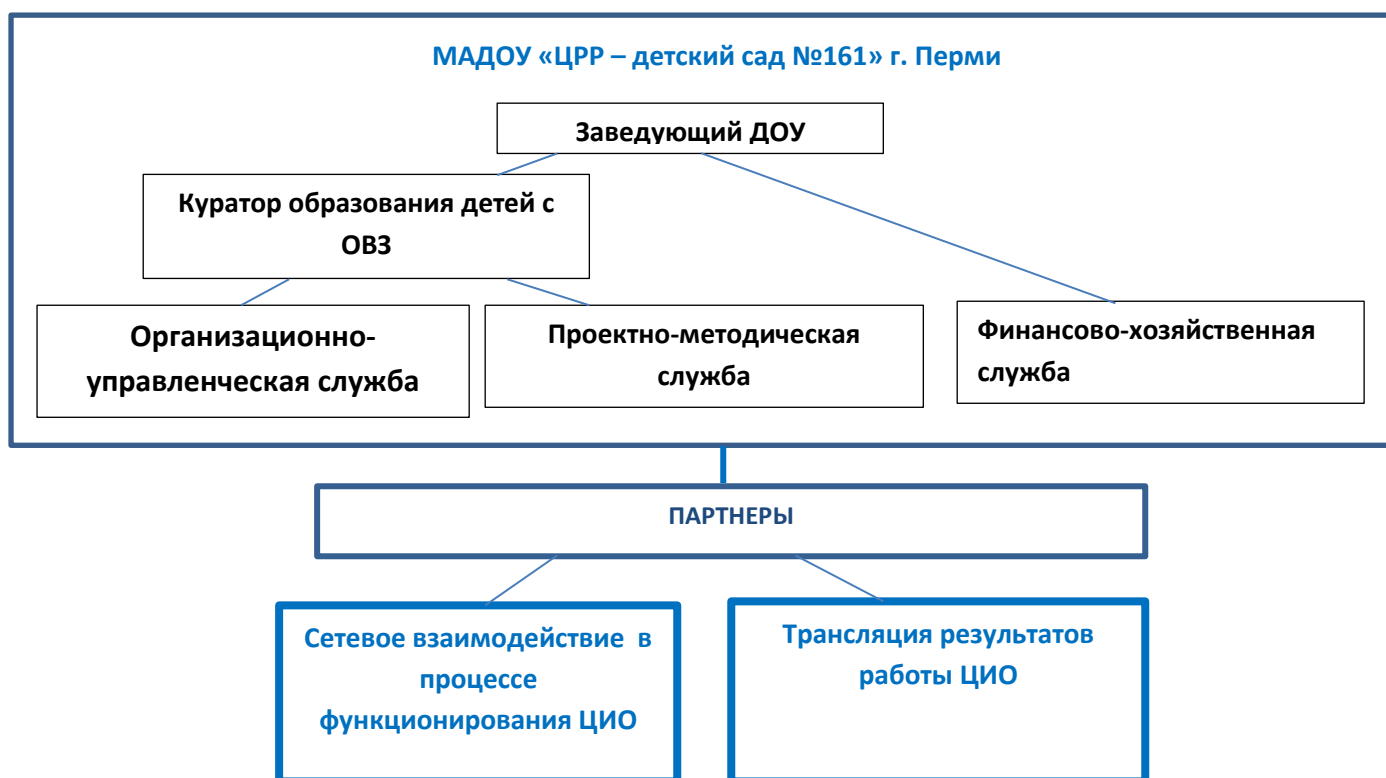 МАДОУ «ЦРР – детский сад №161» г. Перми
Заведующий ДОУ
Куратор образования детей с
ОВЗ
Организационно-
управленческая служба
Проектно-методическая
служба
Финансово-хозяйственная
служба
ПАРТНЕРЫ
Сетевое взаимодействие в
процессе
функционирования ЦИО
Трансляция результатов
работы ЦИО